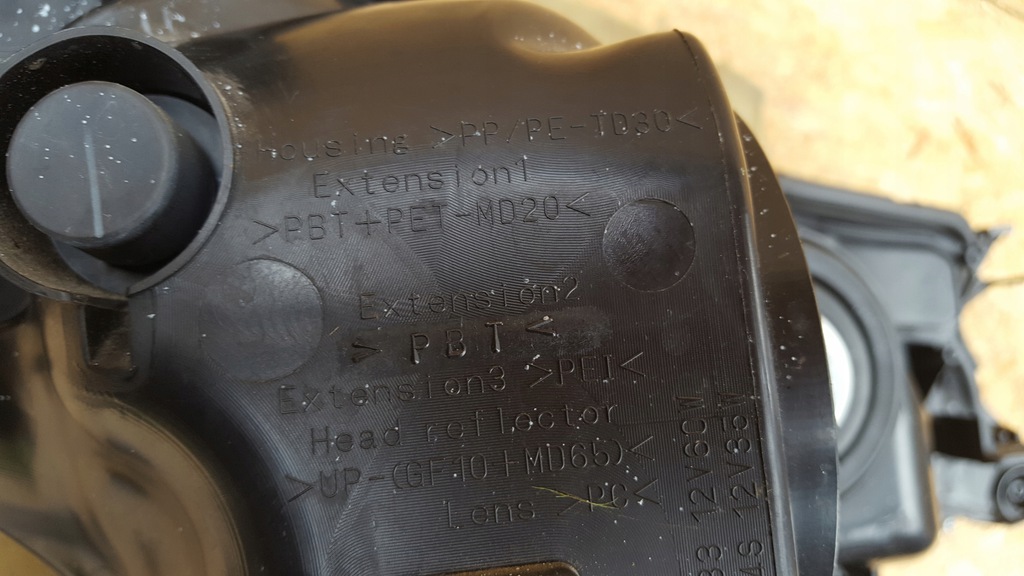 Housing >PP/PE-TD30<
Extension1
>PBT+PET-MD20<
Extension2
> PBT <
Extension3 >PEI<
Head reflector
>UP-(GF10+MD65)<
Lens >PC<
12V60W
12V35W